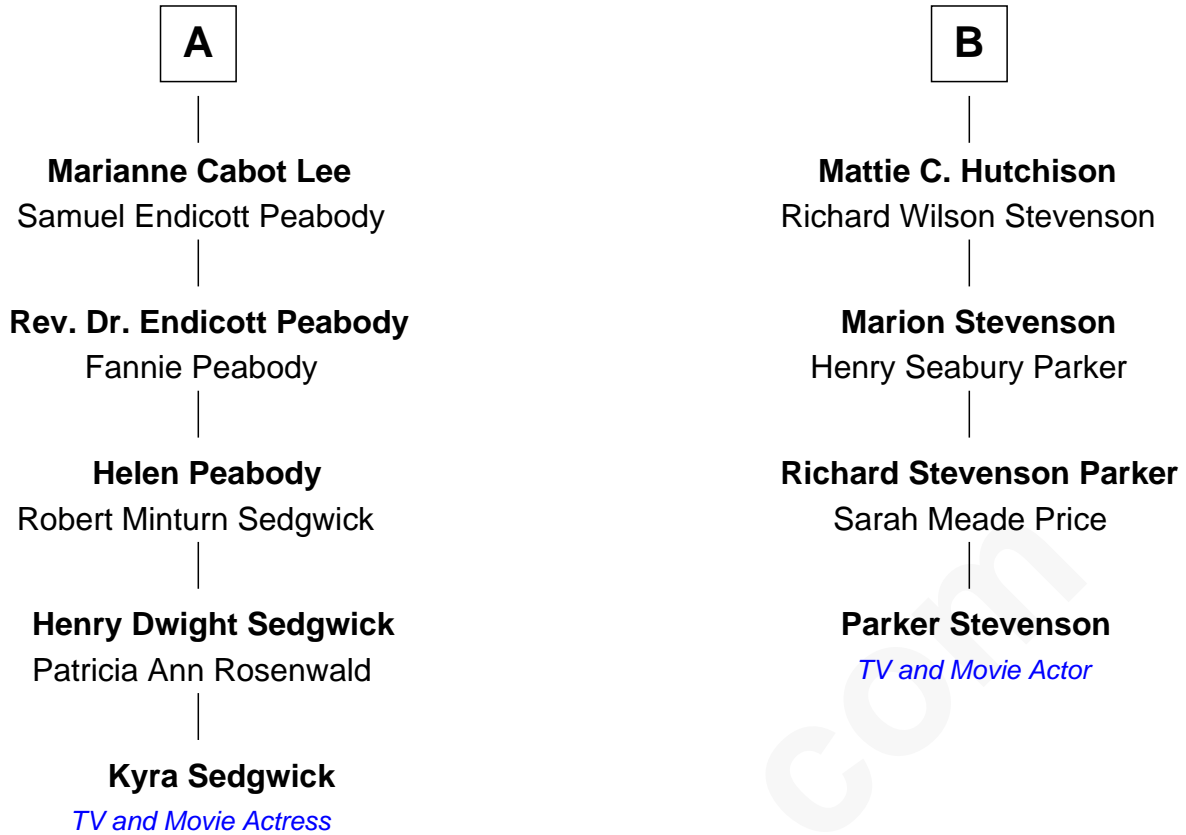 A
Marianne Cabot Lee
Samuel Endicott Peabody
Rev. Dr. Endicott Peabody
Fannie Peabody
Helen Peabody
Robert Minturn Sedgwick
Henry Dwight Sedgwick
Patricia Ann Rosenwald
Kyra Sedgwick
TV and Movie Actress
B
Mattie C. Hutchison
Richard Wilson Stevenson
Marion Stevenson
Henry Seabury Parker
Richard Stevenson Parker
Sarah Meade Price
Parker Stevenson
TV and Movie Actor
com